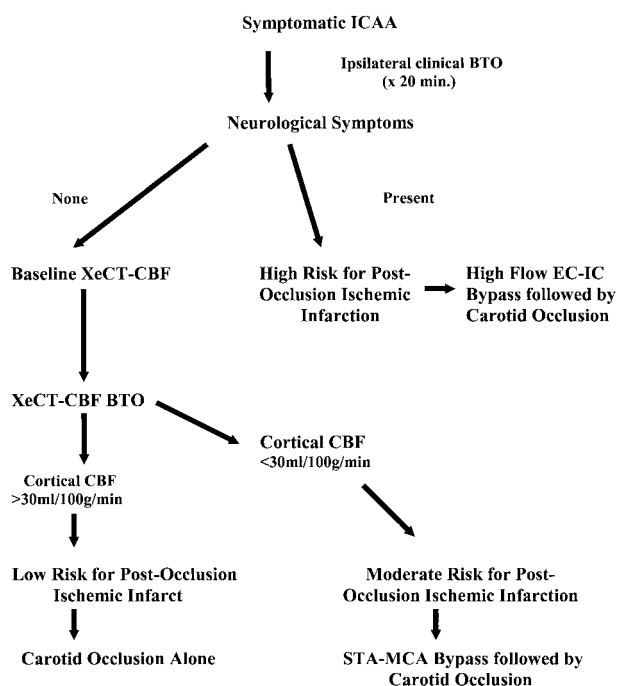 Symptomatic ICAA
Ipsilateral clinical BTO
(x 20 min.)
Neurological Symptoms
None
Present
Baseline XeCT-CBF
High Risk for Post-
Occlusion Ischemic
Infarction
High Flow EC-IC
Bypass followed by
Carotid Occlusion
XeCT-CBF BTO
Cortical CBF
<30ml/100g/min
Cortical CBF
>30ml/100g/min
Low Risk for Post-Occlusion
Ischemic Infarct
Moderate Risk for Post-
Occlusion Ischemic Infarction
Carotid Occlusion Alone
STA-MCA Bypass followed by
Carotid Occlusion